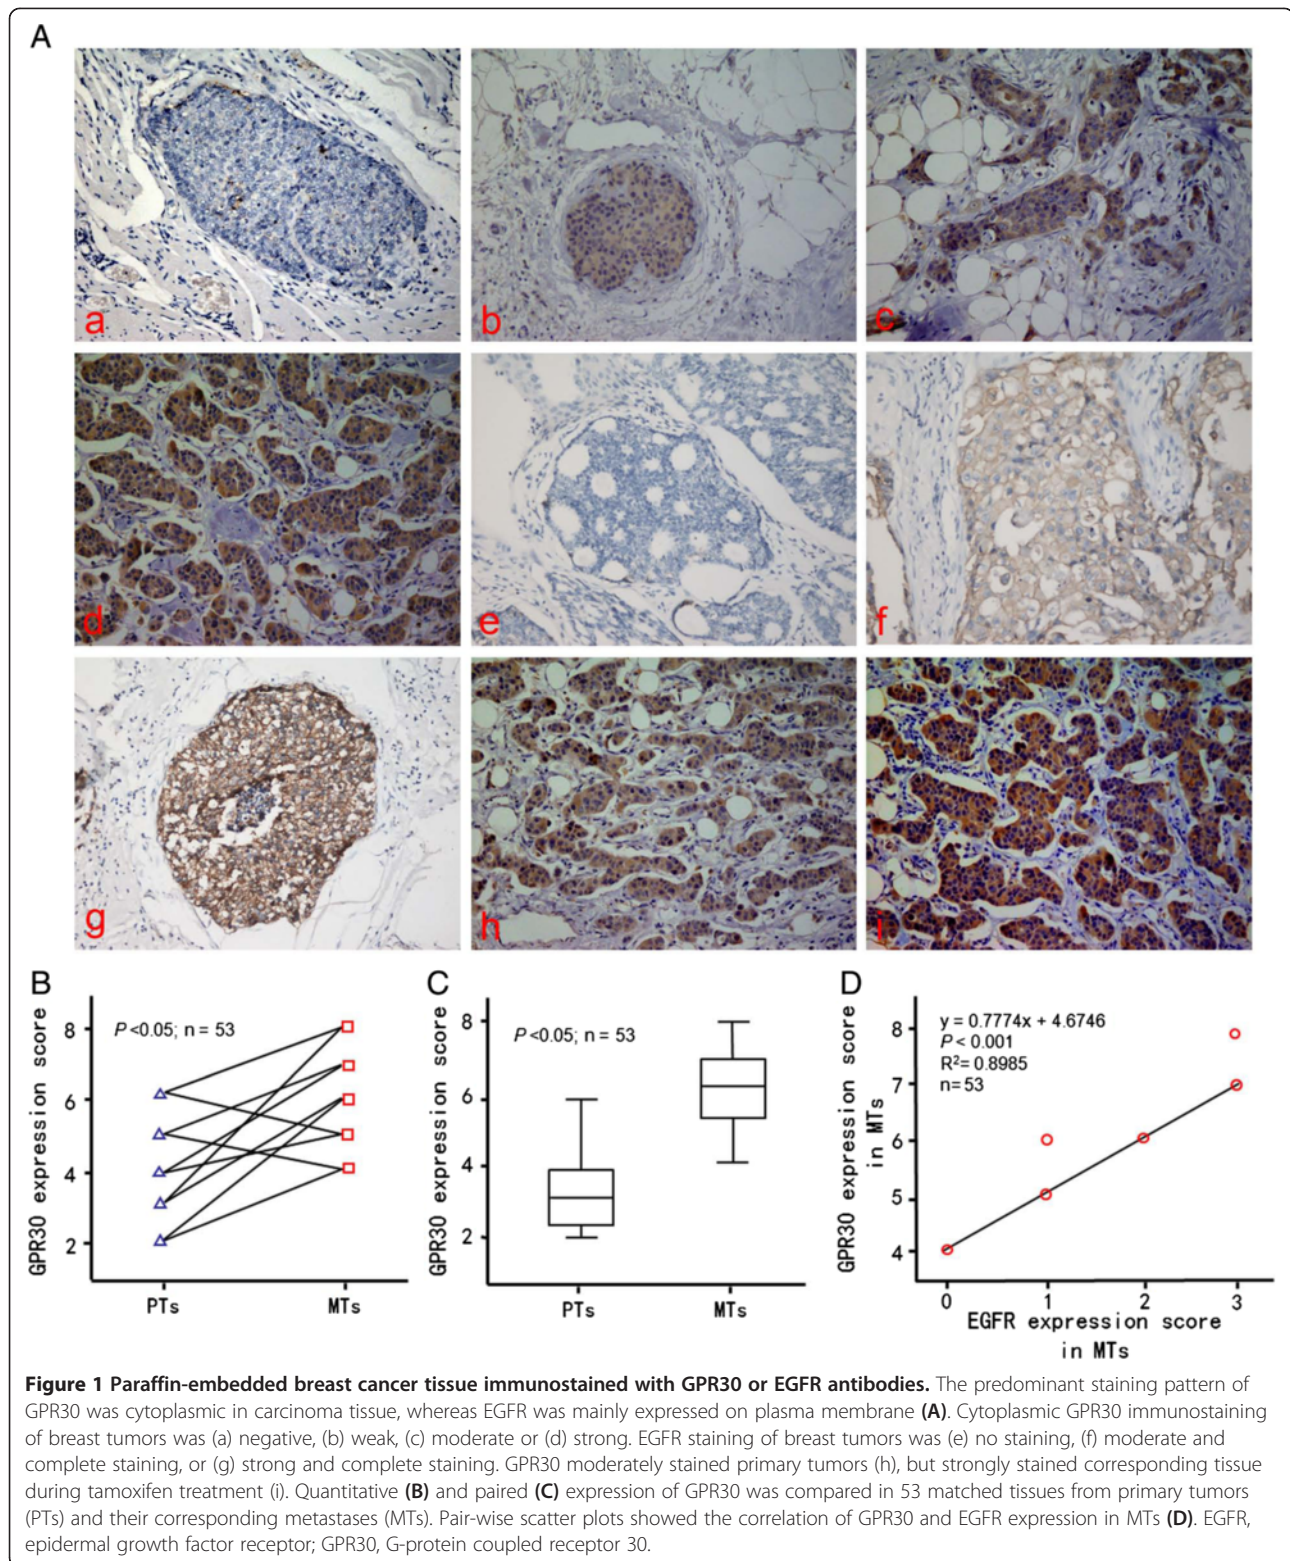 A
a
b
c
d
e
f
g
h
i
B
GPR30 expression score
8
6
4
2
P<0.05; n = 53
PTs
MTs
C
GPR30 expression score
8
6
4
2
P<0.05; n = 53
PTs
MTs
D
GPR30 expression score
in MTs
8
7
6
5
4
y = 0.7774x + 4.6746
P< 0.001
R²= 0.8985
n= 53
0
1
2
3
EGFR expression score
in MTs
Figure 1 Paraffin-embedded breast cancer tissue immunostained with GPR30 or EGFR antibodies. The predominant staining pattern of
GPR30 was cytoplasmic in carcinoma tissue, whereas EGFR was mainly expressed on plasma membrane (A). Cytoplasmic GPR30 immunostaining
of breast tumors was (a) negative, (b) weak, (c) moderate or (d) strong. EGFR staining of breast tumors was (e) no staining, (f) moderate and
complete staining, or (g) strong and complete staining. GPR30 moderately stained primary tumors (h), but strongly stained corresponding tissue
during tamoxifen treatment (i). Quantitative (B) and paired (C) expression of GPR30 was compared in 53 matched tissues from primary tumors
(PTs) and their corresponding metastases (MTs). Pair-wise scatter plots showed the correlation of GPR30 and EGFR expression in MTs (D). EGFR,
epidermal growth factor receptor; GPR30, G-protein coupled receptor 30.